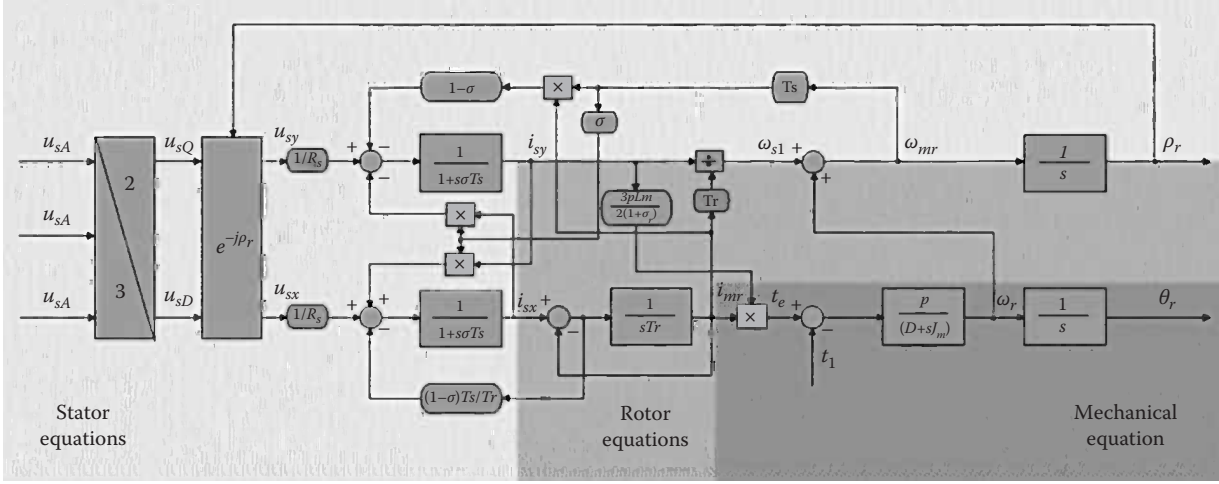 1−σ
Ts
σ
u_sA
u_sQ
u_sy
1/R_s
+
−
−
1
1+sσTs
i_sy
÷
ω_s1
+
ω_mr
1
s
ρ_r
2
3
e^−jρ_r
×
×
×
3pLm
2(1+σ_r)
Tr
+
u_sA
u_sA
u_sD
u_sx
1/R_s
+
+
−
1
1+sσTs
i_sx
+
−
1
sTr
i_mr
×
t_e
+
−
t_1
p
(D+sJ_m)
ω_r
1
s
θ_r
(1−σ)Ts/Tr
Stator
equations
Rotor
equations
Mechanical
equation